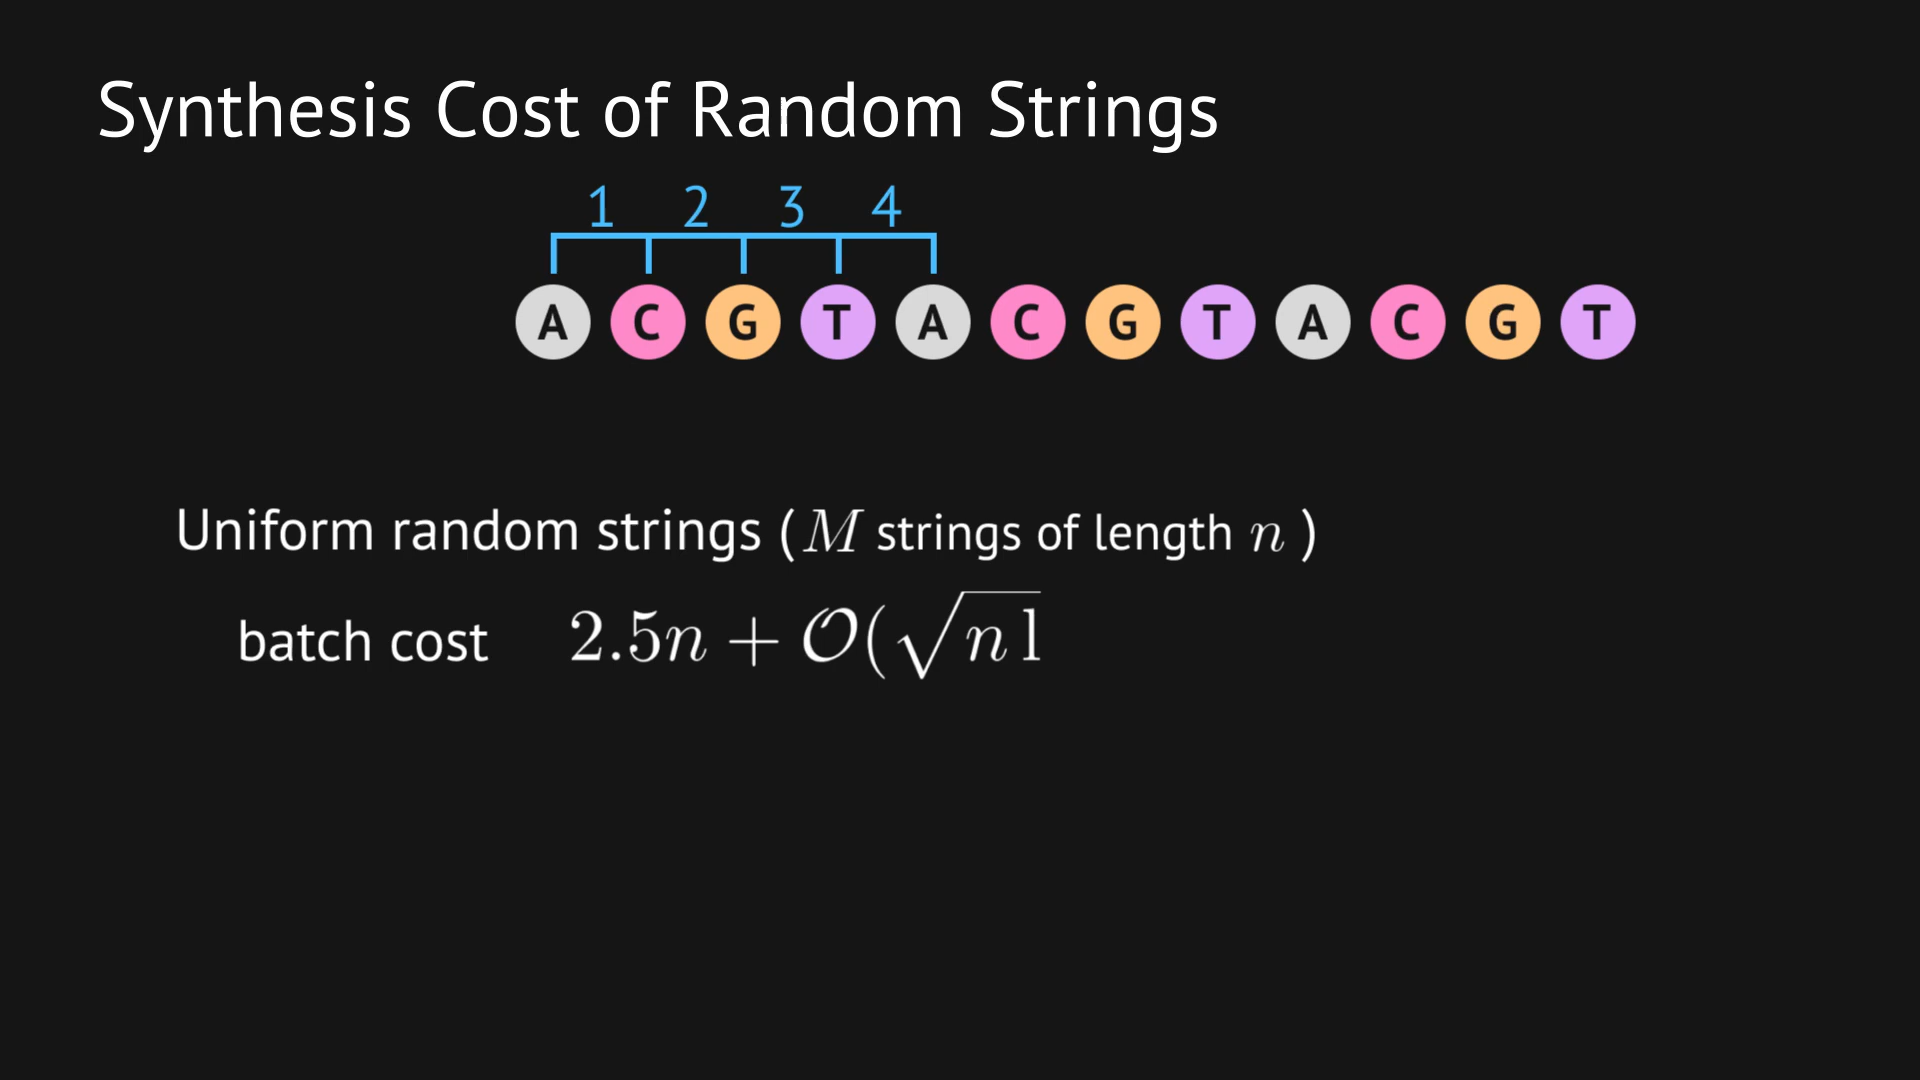 Synthesis Cost of Random Strings
1 2 3 4
A C G T A C G T A C G T
Uniform random strings ( M strings of length n )
batch cost 2.5n + 𝒪(√n l